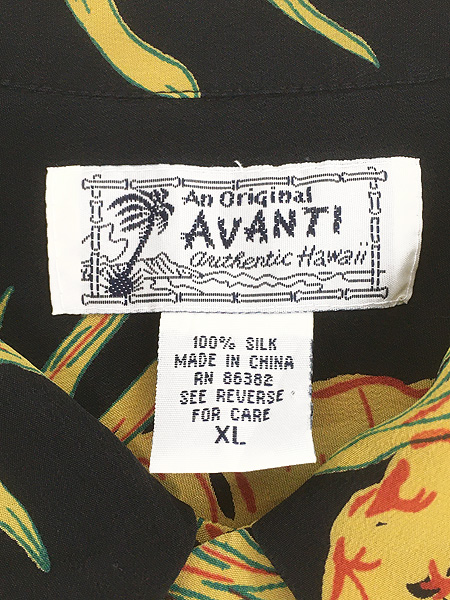 An Original
AVANTI
Authentic Hawaii
100% SILK
MADE IN CHINA
RN 86382
SEE REVERSE
FOR CARE
XL